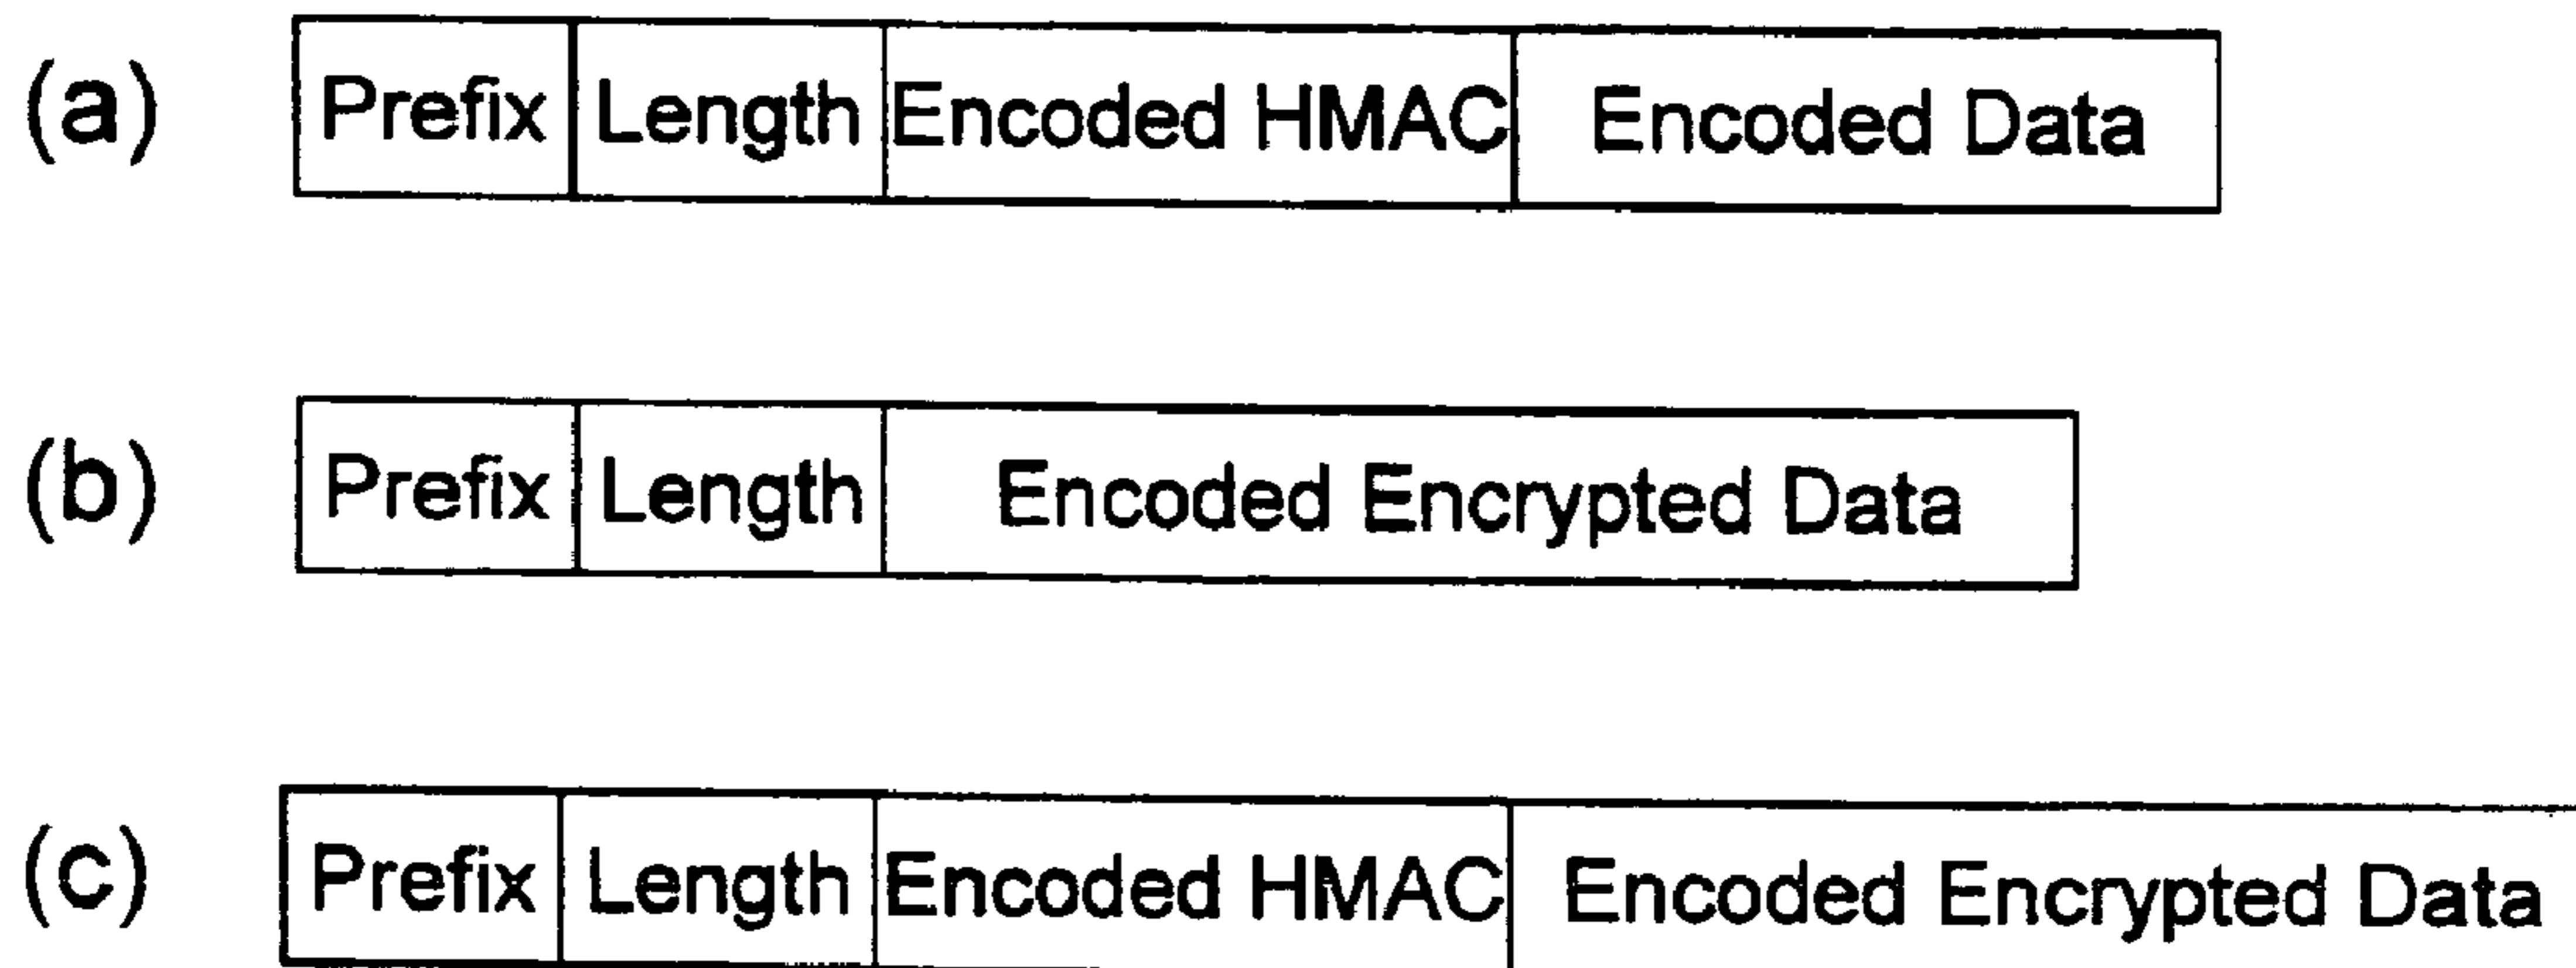 (a) Prefix Length Encoded HMAC Encoded Data
(b) Prefix Length Encoded Encrypted Data
(c) Prefix Length Encoded HMAC Encoded Encrypted Data